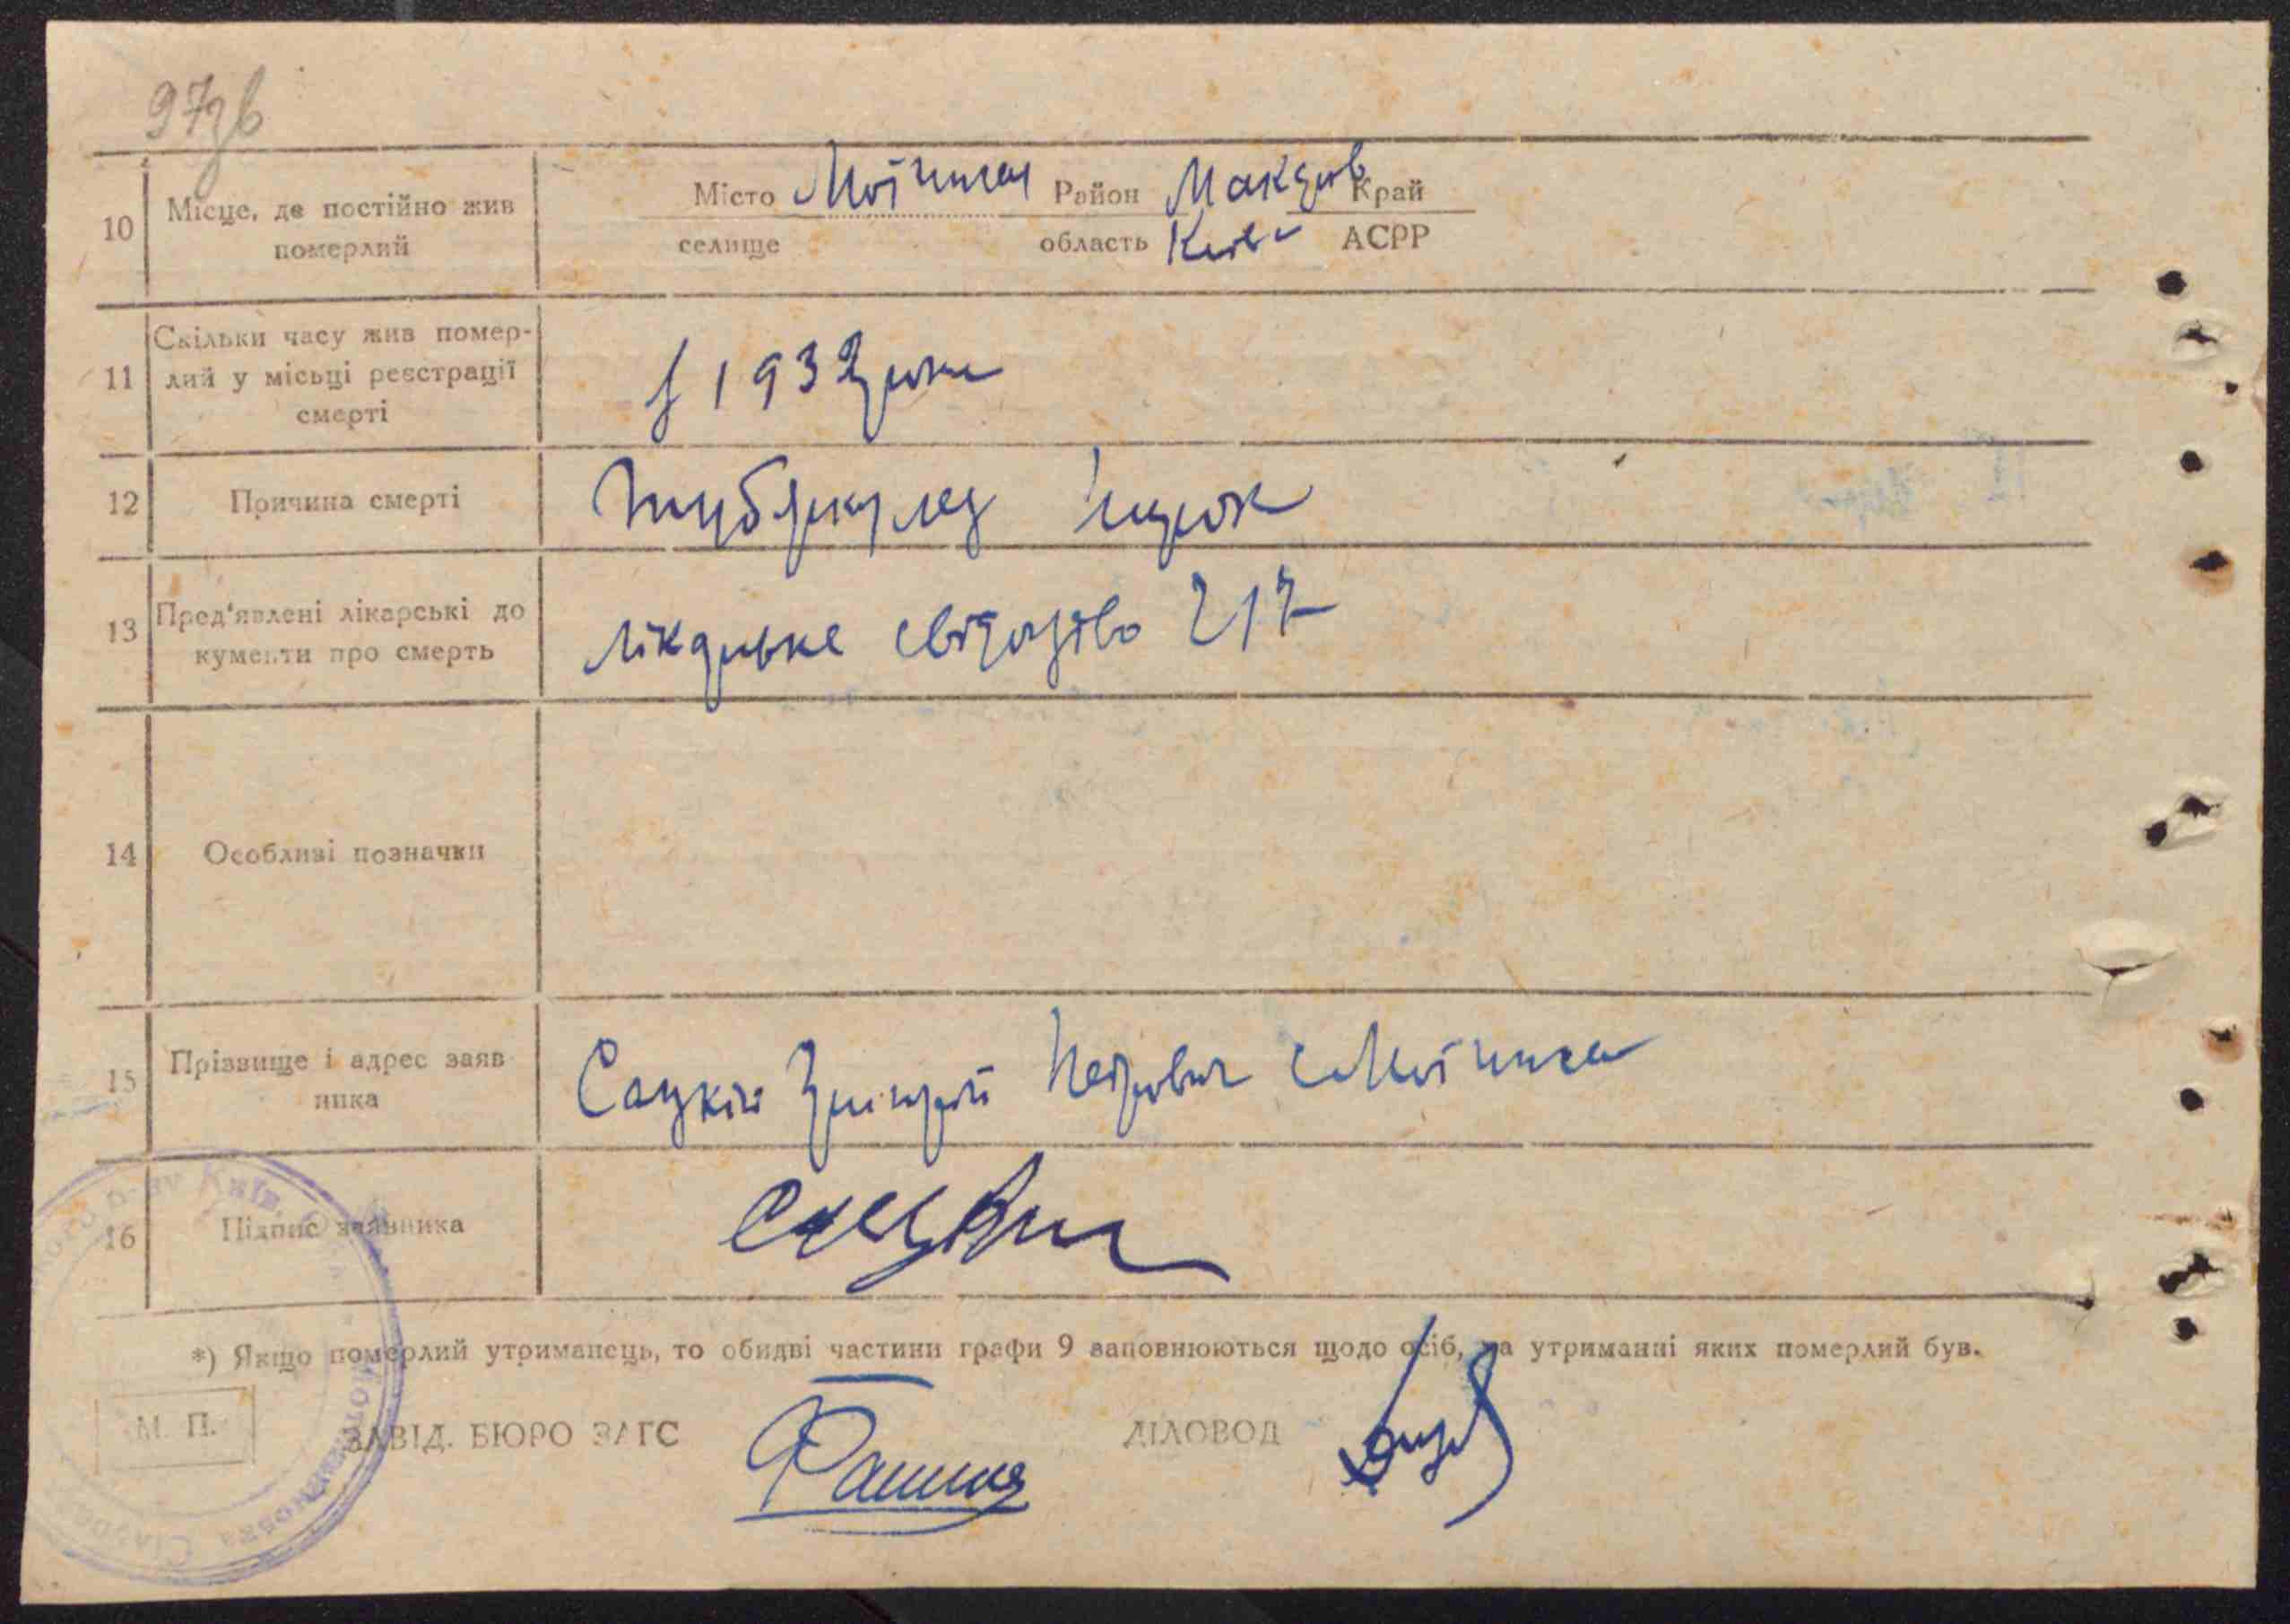 97зв
10 Місце, де постійно жив Місто Мотижин Район Макарів Край
померлий селище область Київ АСРР
Скільки часу жив помер-
11 лий у місьці реєстрації з 1932 року
смерті
12 Причина смерті Туберкульоз
13 Пред'явлені лікарські до Лікарське свідоцтво 217
кументи про смерть
14 Особливі позначки
15 Прізвище і адрес заяв Сацкій Григорій Петрович с. Мотижин
ника
16 Підпис заявника
*) Якщо померлий утриманець, то обидві частини графи 9 заповнюються щодо осіб, на утриманні яких померлий був.
М. П. ЗАВІД. БЮРО ЗАГС ДІЛОВОД